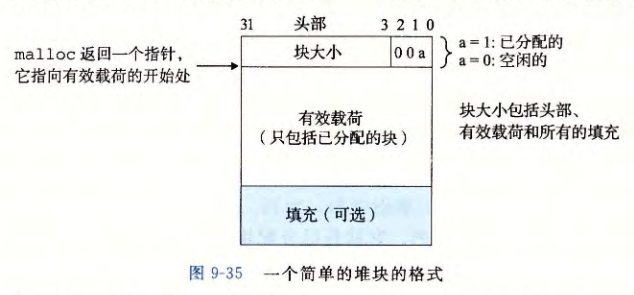 31 头部 3 2 1 0
malloc 返回一个指针，
它指向有效载荷的开始处
块大小 0 0 a
a = 1: 已分配的
a = 0: 空闲的
有效载荷
（只包括已分配的块）
块大小包括头部、
有效载荷和所有的填充
填充（可选）
图 9-35 一个简单的堆块的格式